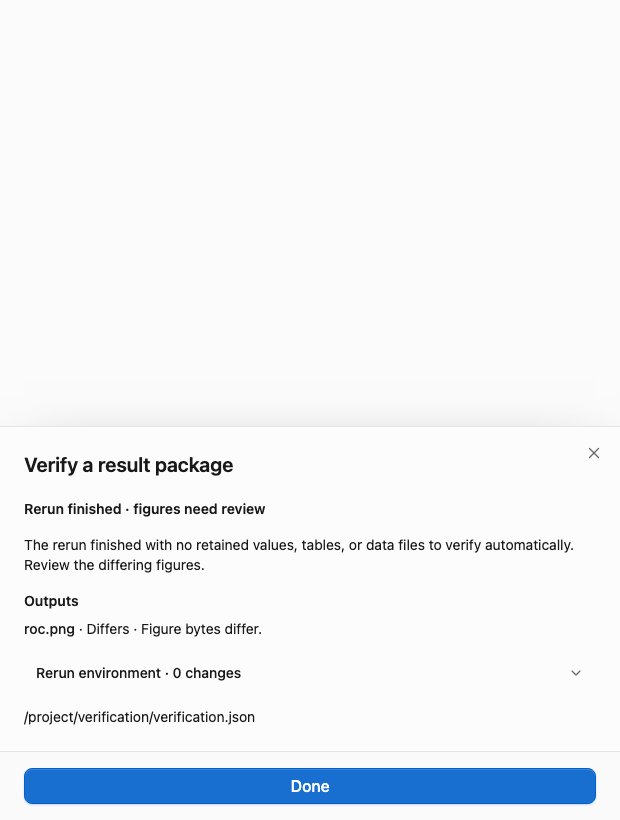 Verify a result package
Rerun finished · figures need review
The rerun finished with no retained values, tables, or data files to verify automatically.
Review the differing figures.
Outputs
roc.png · Differs · Figure bytes differ.
Rerun environment · 0 changes
/project/verification/verification.json
Done